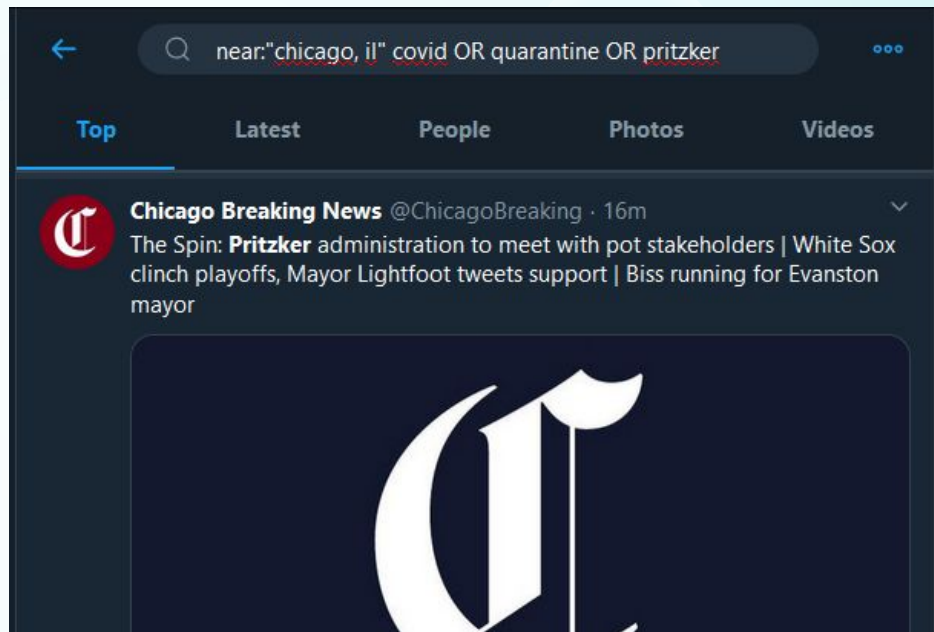 near:"chicago, il" covid OR quarantine OR pritzker
Top Latest People Photos Videos
Chicago Breaking News @ChicagoBreaking · 16m
The Spin: Pritzker administration to meet with pot stakeholders | White Sox
clinch playoffs, Mayor Lightfoot tweets support | Biss running for Evanston
mayor